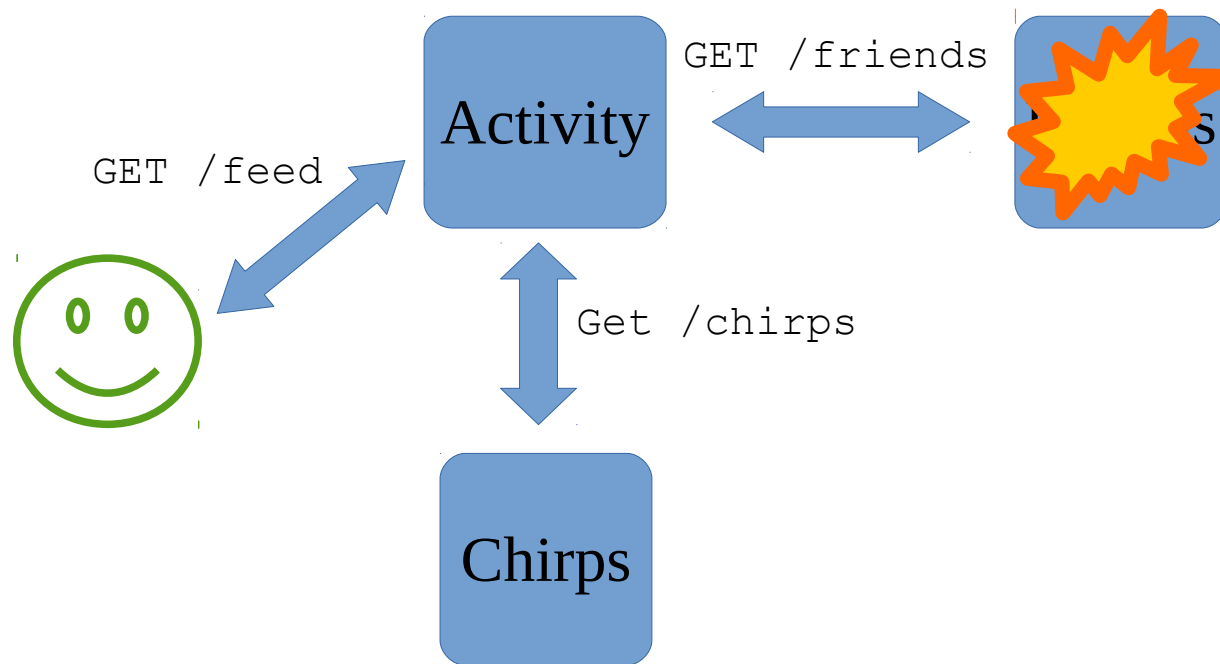 GET /friends
Activity
GET /feed
Get /chirps
Chirps